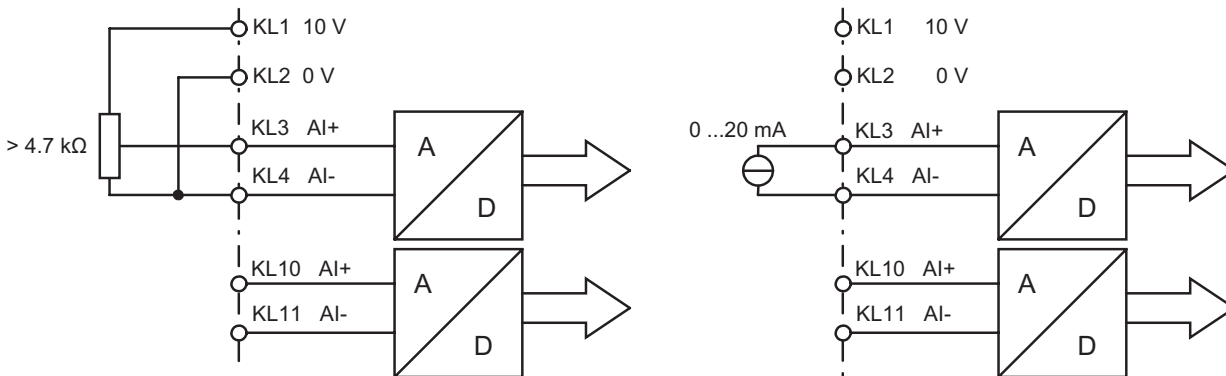 KL1 10 V
KL2 0 V
KL3 AI+
> 4.7 kΩ
KL4 AI-
A
D
KL10 AI+
KL11 AI-
A
D
KL1 10 V
KL2 0 V
0 ...20 mA
KL3 AI+
KL4 AI-
A
D
KL10 AI+
KL11 AI-
A
D